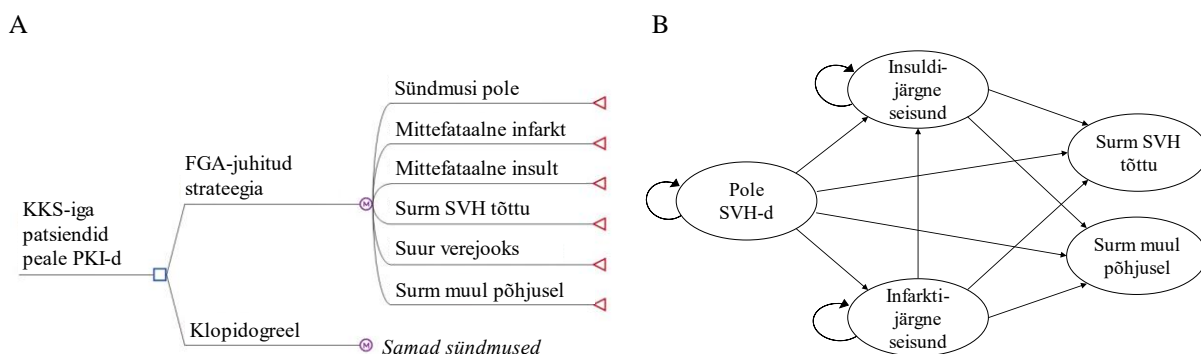 A
Sündmusi pole
Mittefataalne infarkt
FGA-juhitud
strateegia
Mittefataalne insult
M
Surm SVH tõttu
KKS-iga
patsiendid
peale PKI-d
Suur verejooks
Surm muul põhjusel
Klopidogreel
M
Samad sündmused
B
Insuldi-
järgne
seisund
Surm SVH
tõttu
Pole
SVH-d
Surm muul
põhjusel
Infarkti-
järgne
seisund